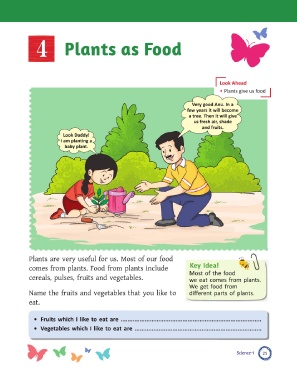 4 Plants as Food
Look Ahead
• Plants give us food
Very good Anu. In a
few years it will become
a tree. Then it will give
us fresh air, shade
and fruits.
Look Daddy!
I am planting a
baby plant.
Plants are very useful for us. Most of our food
comes from plants. Food from plants include
cereals, pulses, fruits and vegetables.
Name the fruits and vegetables that you like to
eat.
Key Idea!
Most of the food
we eat comes from plants.
We get food from
different parts of plants.
• Fruits which I like to eat are ................................................................
• Vegetables which I like to eat are ................................................................
Science-1 25